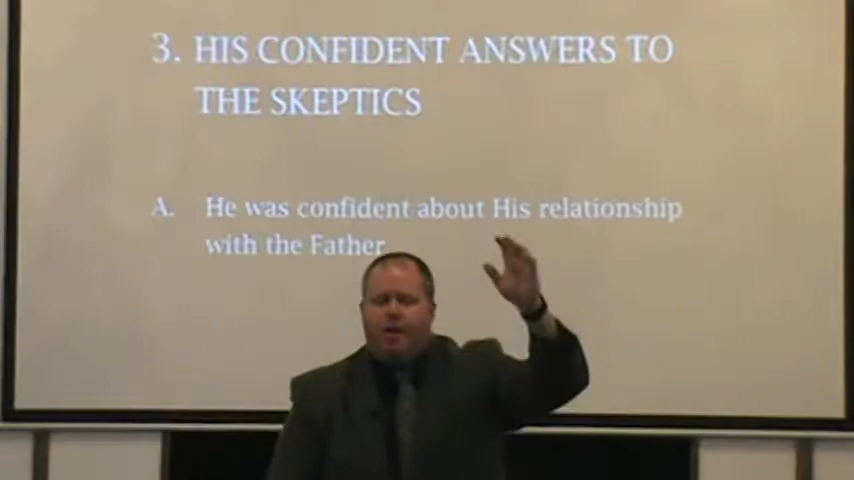 3. HIS CONFIDENT ANSWERS TO
THE SKEPTICS
A. He was confident about His relationship
with the Father